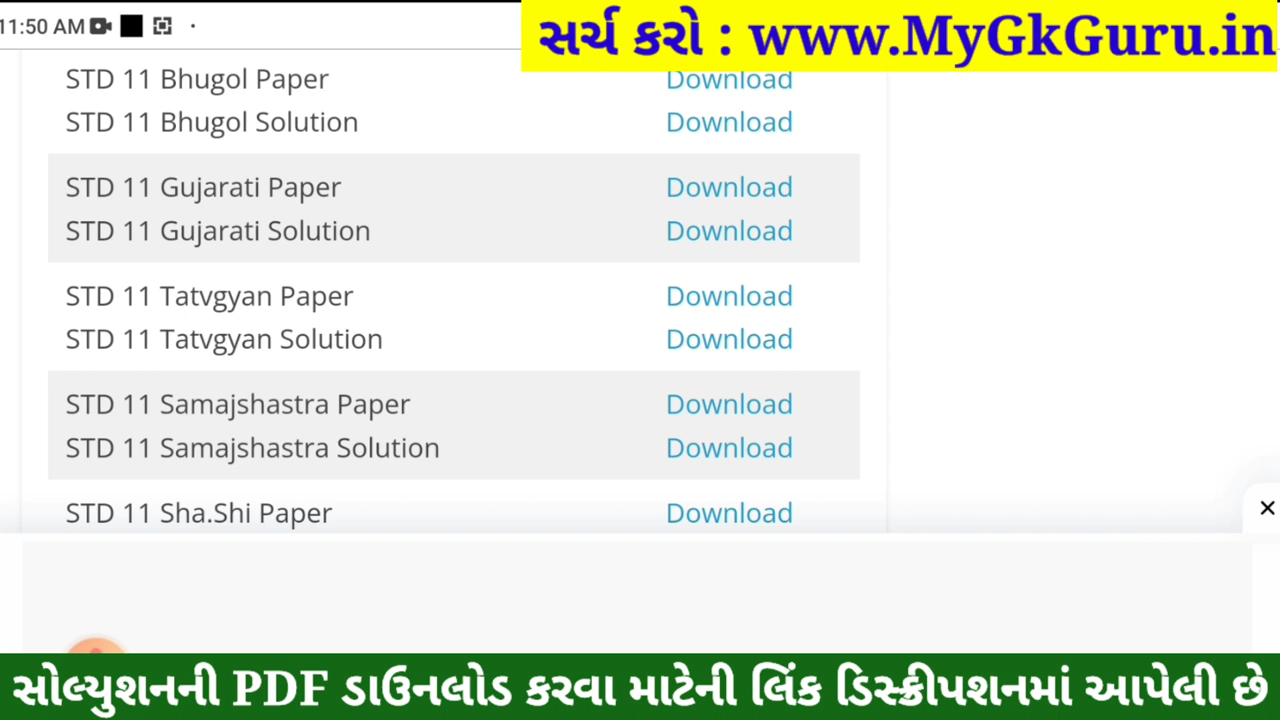 11:50 AM
સર્ચ કરો : www.MyGkGuru.in
STD 11 Bhugol Paper Download
STD 11 Bhugol Solution Download
STD 11 Gujarati Paper Download
STD 11 Gujarati Solution Download
STD 11 Tatvgyan Paper Download
STD 11 Tatvgyan Solution Download
STD 11 Samajshastra Paper Download
STD 11 Samajshastra Solution Download
STD 11 Sha.Shi Paper Download
સોલ્યુશનની PDF ડાઉનલોડ કરવા માટેની લિંક ડિસ્ક્રીપશનમાં આપેલી છે